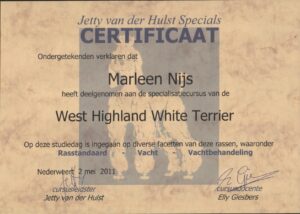 Jetty van der Hulst Specials
CERTIFICAAT
Ondergetekenden verklaren dat
Marleen Nijs
heeft deelgenomen aan de specialisatiecursus van de
West Highland White Terrier
Op deze studiedag is ingegaan op diverse facetten van deze rassen, waaronder
Rasstandaard Vacht Vachtbehandeling
Nederweert 2 mei 2011
cursusleidster cursusdocente
Jetty van der Hulst Elly Giesbers